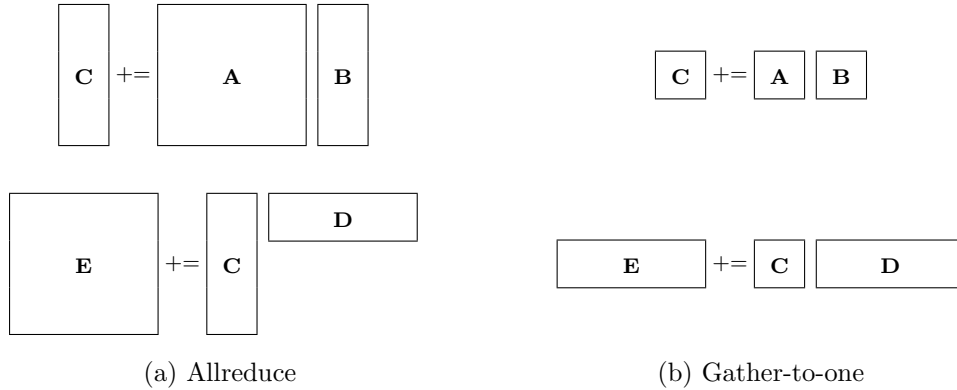 C += A B
C += A B
D
E += C
E += C D
(a) Allreduce
(b) Gather-to-one